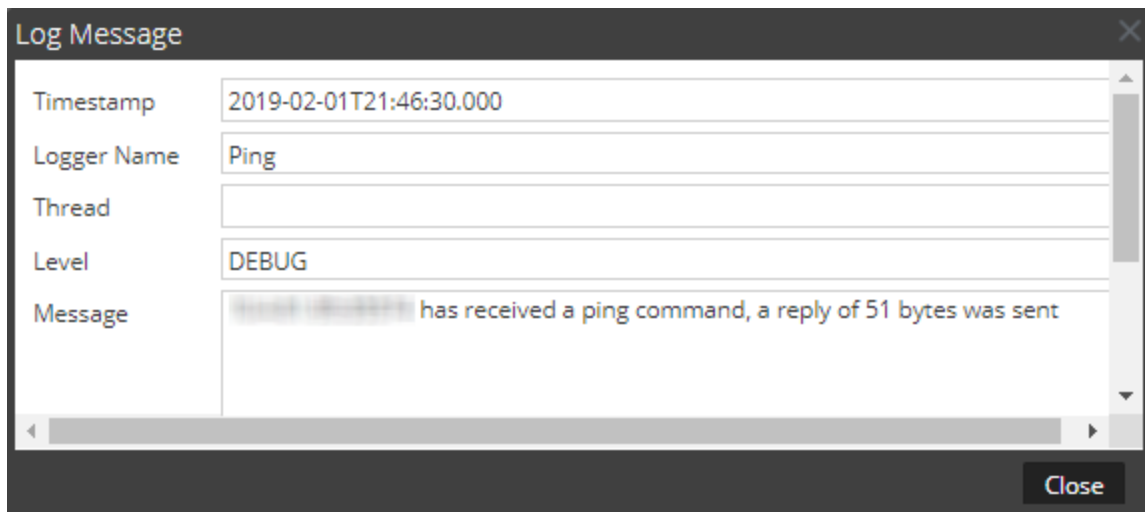 Log Message
Timestamp
2019-02-01T21:46:30.000
Logger Name
Ping
Thread
Level
DEBUG
Message
has received a ping command, a reply of 51 bytes was sent
Close